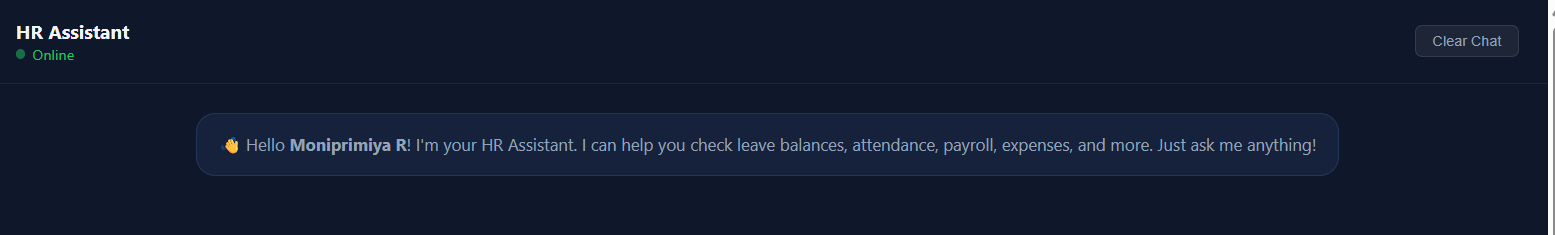 HR Assistant
Online
Clear Chat
👋 Hello Moniprimiya R! I'm your HR Assistant. I can help you check leave balances, attendance, payroll, expenses, and more. Just ask me anything!